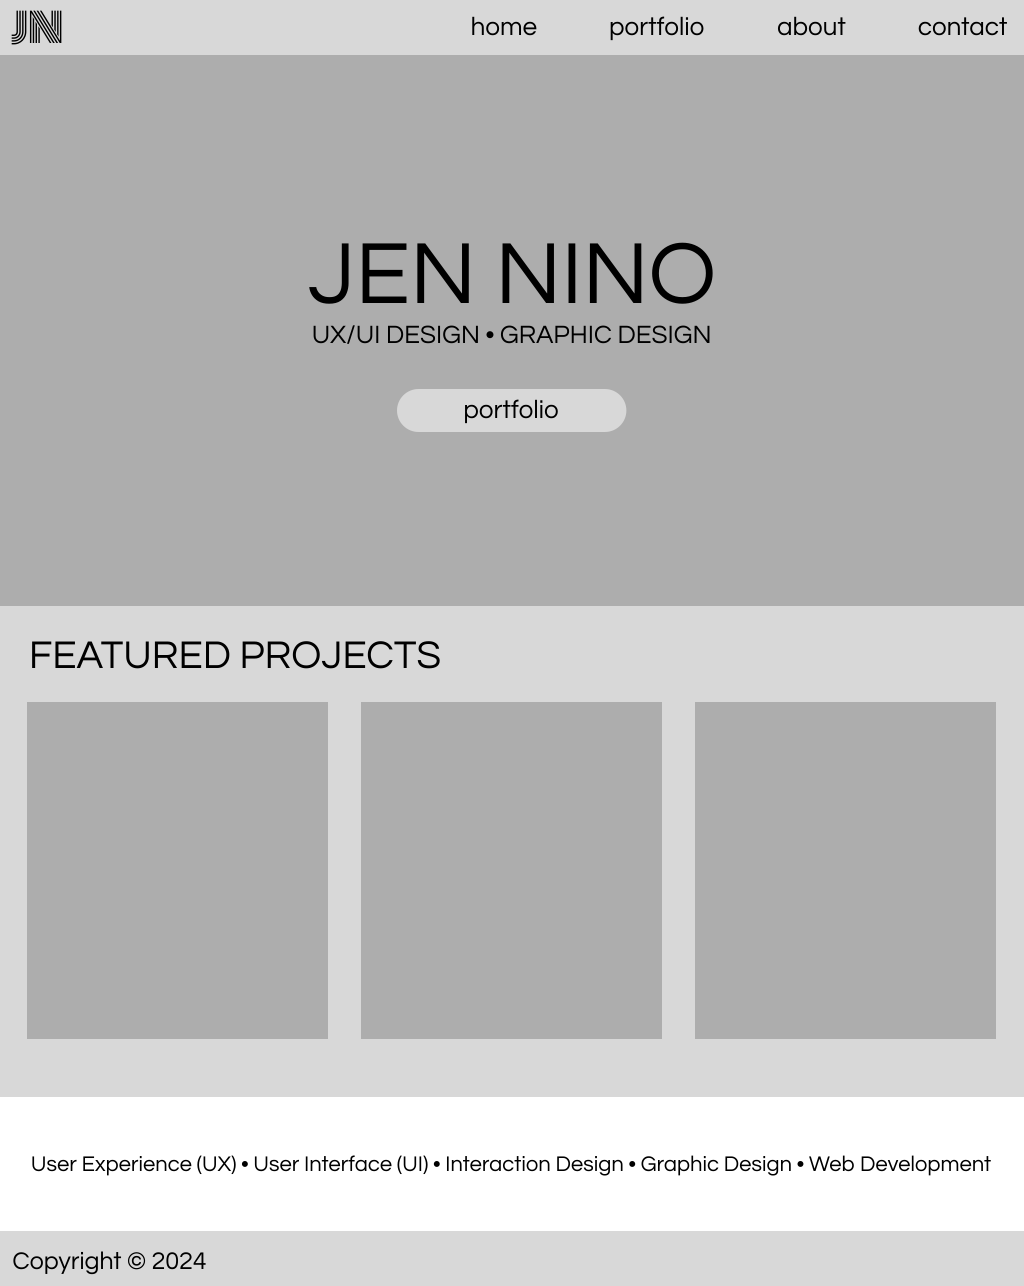 JN
home portfolio about contact
JEN NINO
UX/UI DESIGN • GRAPHIC DESIGN
portfolio
FEATURED PROJECTS
User Experience (UX) • User Interface (UI) • Interaction Design • Graphic Design • Web Development
Copyright © 2024